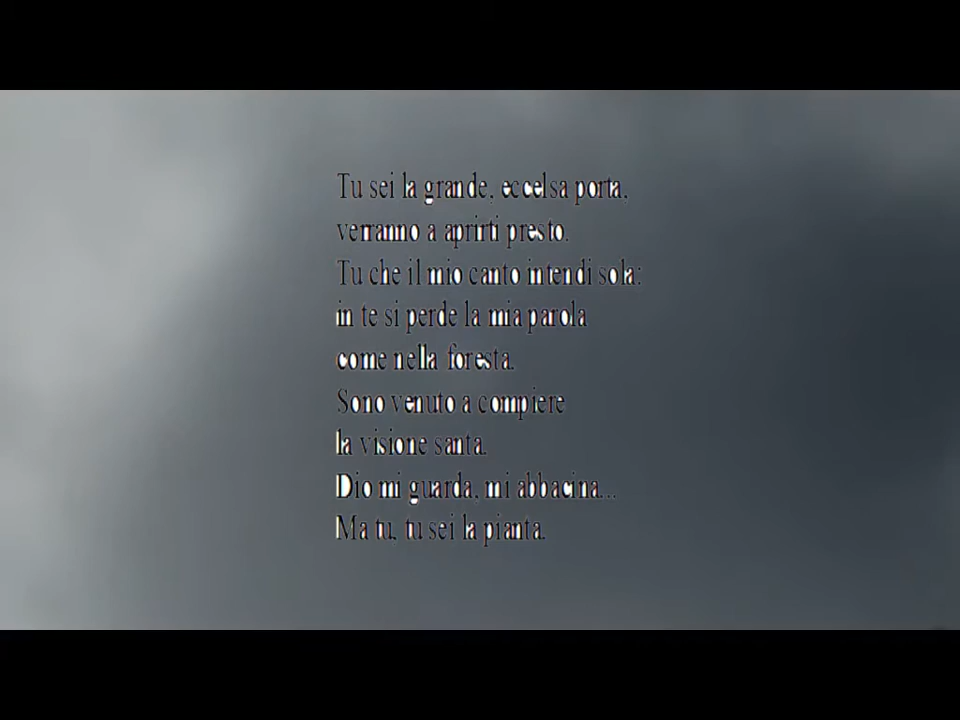 Tu sei la grande, eccelsa porta,
verranno a aprirti presto.
Tu che il mio canto intendi sola:
in te si perde la mia parola
come nella foresta.
Sono venuto a compiere
la visione santa.
Dio mi guarda, mi abbacina...
Ma tu, tu sei la pianta.